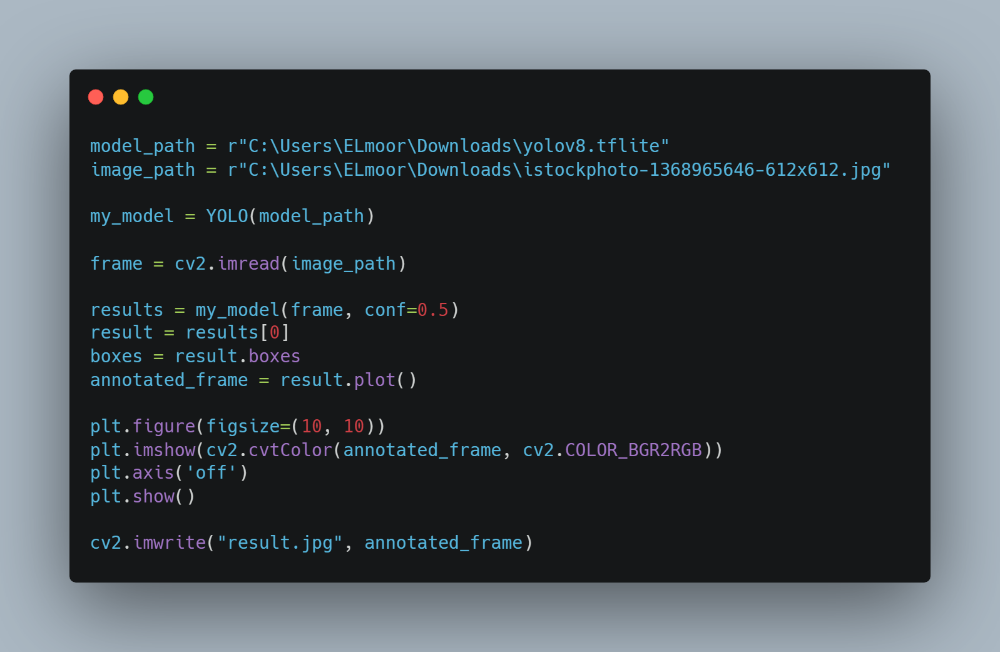 model_path = r"C:\Users\ELmoor\Downloads\yolov8.tflite"
image_path = r"C:\Users\ELmoor\Downloads\istockphoto-1368965646-612x612.jpg"
my_model = YOLO(model_path)
frame = cv2.imread(image_path)
results = my_model(frame, conf=0.5)
result = results[0]
boxes = result.boxes
annotated_frame = result.plot()
plt.figure(figsize=(10, 10))
plt.imshow(cv2.cvtColor(annotated_frame, cv2.COLOR_BGR2RGB))
plt.axis('off')
plt.show()
cv2.imwrite("result.jpg", annotated_frame)